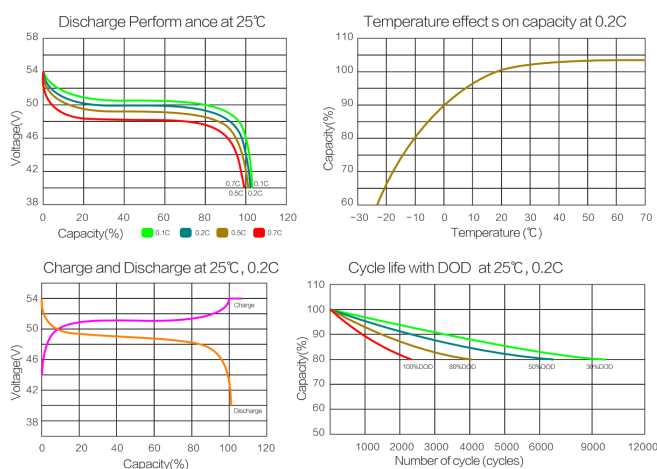 Discharge Perform ance at 25℃
58
54
50
46
42
38
Voltage(V)
0.7C 0.1C
0.5C 0.2C
0 20 40 60 80 100 120
Capacity(%)
0.1C 0.2C 0.5C 0.7C
Temperature effect s on capacity at 0.2C
110
100
90
80
70
60
Capacity(%)
-30 -20 -10 0 10 20 30 40 50 60 70
Temperature (℃)
Charge and Discharge at 25℃, 0.2C
54
50
46
42
38
Voltage(V)
Charge
Discharge
0 20 40 60 80 100 120
Capacity(%)
Cycle life with DOD at 25℃, 0.2C
110
100
90
80
70
60
50
Capacity(%)
100%DOD 80%DOD 50%DOD 30%DOD
1000 2000 3000 4000 5000 6000 9000 10000 12000
Number of cycle (cycles)